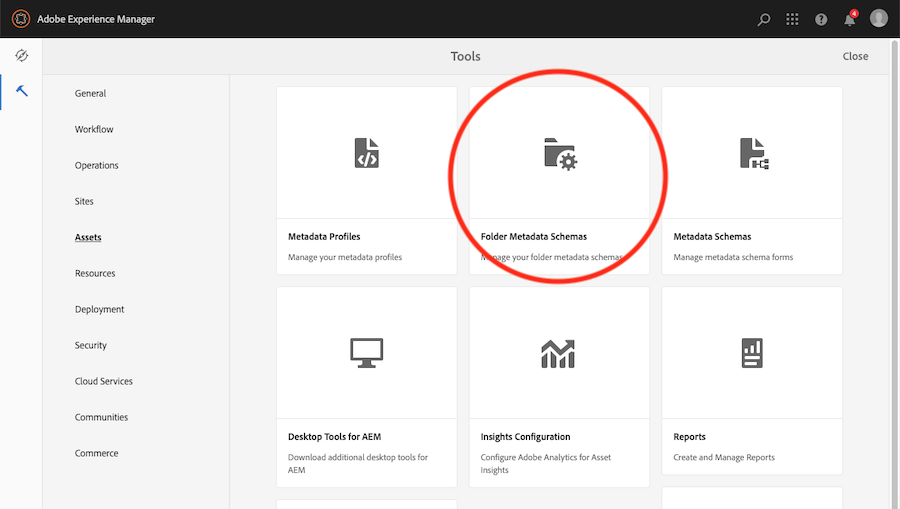 Adobe Experience Manager
4
Tools
Close
General
Workflow
Operations
Sites
Assets
Resources
Deployment
Security
Cloud Services
Communities
Commerce
Metadata Profiles
Manage your metadata profiles
Folder Metadata Schemas
Manage your folder metadata schemas
Metadata Schemas
Manage metadata schema forms
Desktop Tools for AEM
Download additional desktop tools for
AEM
Insights Configuration
Configure Adobe Analytics for Asset
Insights
Reports
Create and Manage Reports